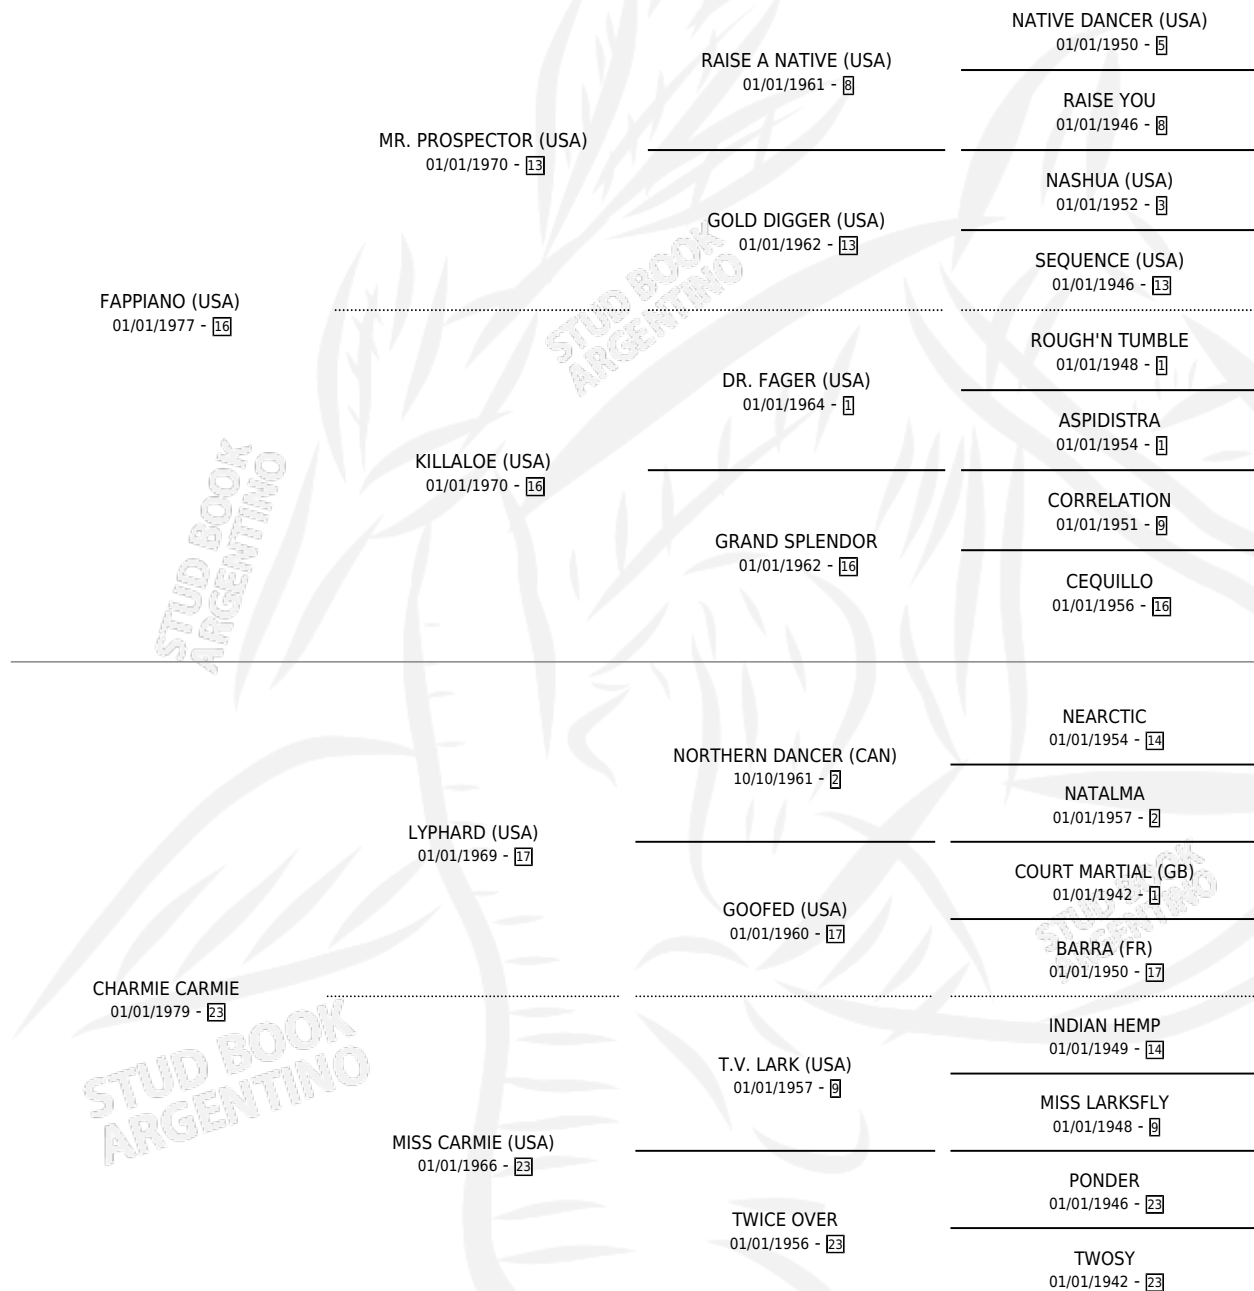 NATIVE DANCER (USA)
01/01/1950 - 5
RAISE A NATIVE (USA)
01/01/1961 - 8
RAISE YOU
01/01/1946 - 8
MR. PROSPECTOR (USA)
01/01/1970 - 13
NASHUA (USA)
01/01/1952 - 3
GOLD DIGGER (USA)
01/01/1962 - 13
SEQUENCE (USA)
01/01/1946 - 13
FAPPIANO (USA)
01/01/1977 - 16
ROUGH'N TUMBLE
01/01/1948 - 1
DR. FAGER (USA)
01/01/1964 - 1
ASPIDISTRA
01/01/1954 - 1
KILLALOE (USA)
01/01/1970 - 16
CORRELATION
01/01/1951 - 9
GRAND SPLENDOR
01/01/1962 - 16
CEQUILLO
01/01/1956 - 16
NEARCTIC
01/01/1954 - 14
NORTHERN DANCER (CAN)
10/10/1961 - 2
NATALMA
01/01/1957 - 2
LYPHARD (USA)
01/01/1969 - 17
COURT MARTIAL (GB)
01/01/1942 - 1
GOOFED (USA)
01/01/1960 - 17
BARRA (FR)
01/01/1950 - 17
CHARMIE CARMIE
01/01/1979 - 23
INDIAN HEMP
01/01/1949 - 14
T.V. LARK (USA)
01/01/1957 - 9
MISS LARKSFLY
01/01/1948 - 9
MISS CARMIE (USA)
01/01/1966 - 23
PONDER
01/01/1946 - 23
TWICE OVER
01/01/1956 - 23
TWOSY
01/01/1942 - 23
STUD BOOK
ARGENTINO
STUD BOOK
ARGENTINO
STUD BOOK
ARGENTINO
STUD BOOK
ARGENTINO